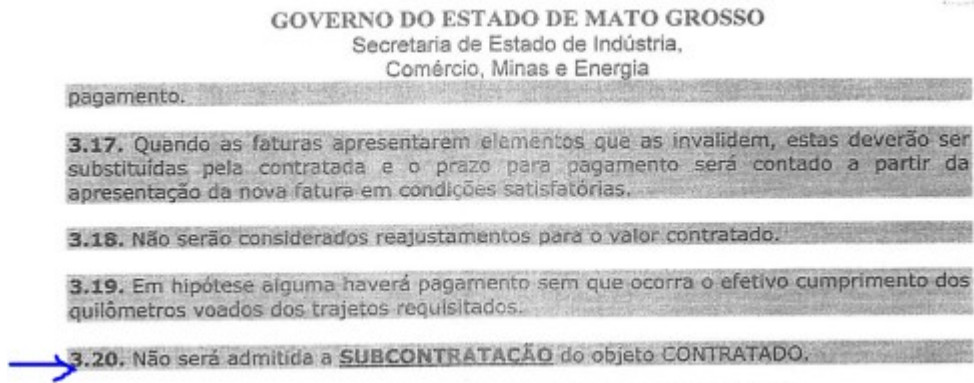 GOVERNO DO ESTADO DE MATO GROSSO
Secretaria de Estado de Indústria,
Comércio, Minas e Energia
pagamento.
3.17. Quando as faturas apresentarem elementos que as invalidem, estas deverão ser
substituídas pela contratada e o prazo para pagamento será contado a partir da
apresentação da nova fatura em condições satisfatórias.
3.18. Não serão considerados reajustamentos para o valor contratado.
3.19. Em hipótese alguma haverá pagamento sem que ocorra o efetivo cumprimento dos
quilômetros voados dos trajetos requisitados.
3.20. Não será admitida a SUBCONTRATAÇÃO do objeto CONTRATADO.